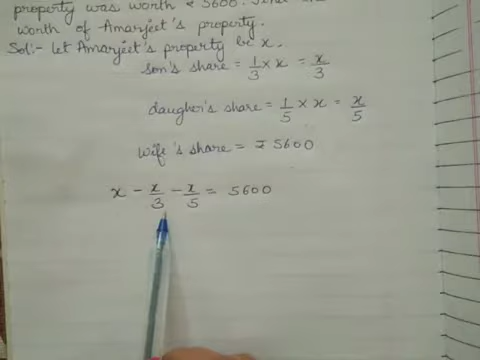 property was worth ₹ 5600. Find the
worth of Amarjeet's property.
Sol:- let Amarjeet's property be x.
son's share = 1/3 × x = x/3
daugher's share = 1/5 × x = x/5
wife's share = ₹ 5600
x - x/3 - x/5 = 5600